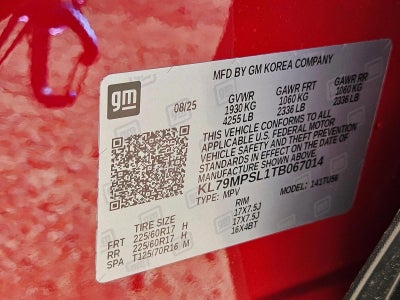 MFD BY GM KOREA COMPANY
gm
08/25
GVWR GAWR FRT GAWR RR
1930 KG 1060 KG 1060 KG
4255 LB 2336 LB 2336 LB
THIS VEHICLE CONFORMS TO ALL
APPLICABLE U.S. FEDERAL MOTOR
VEHICLE SAFETY AND THEFT PREVENTION
STANDARDS IN EFFECT ON THE DATE OF
MANUFACTURE SHOWN ABOVE
KL79MPSL1TB067014
TYPE: MPV MODEL: 141TU56
TIRE SIZE RIM
FRT 225/60R17 H 17X7.5J
RR 225/60R17 H 17X7.5J
SPA T125/70R16 M 16X4BT